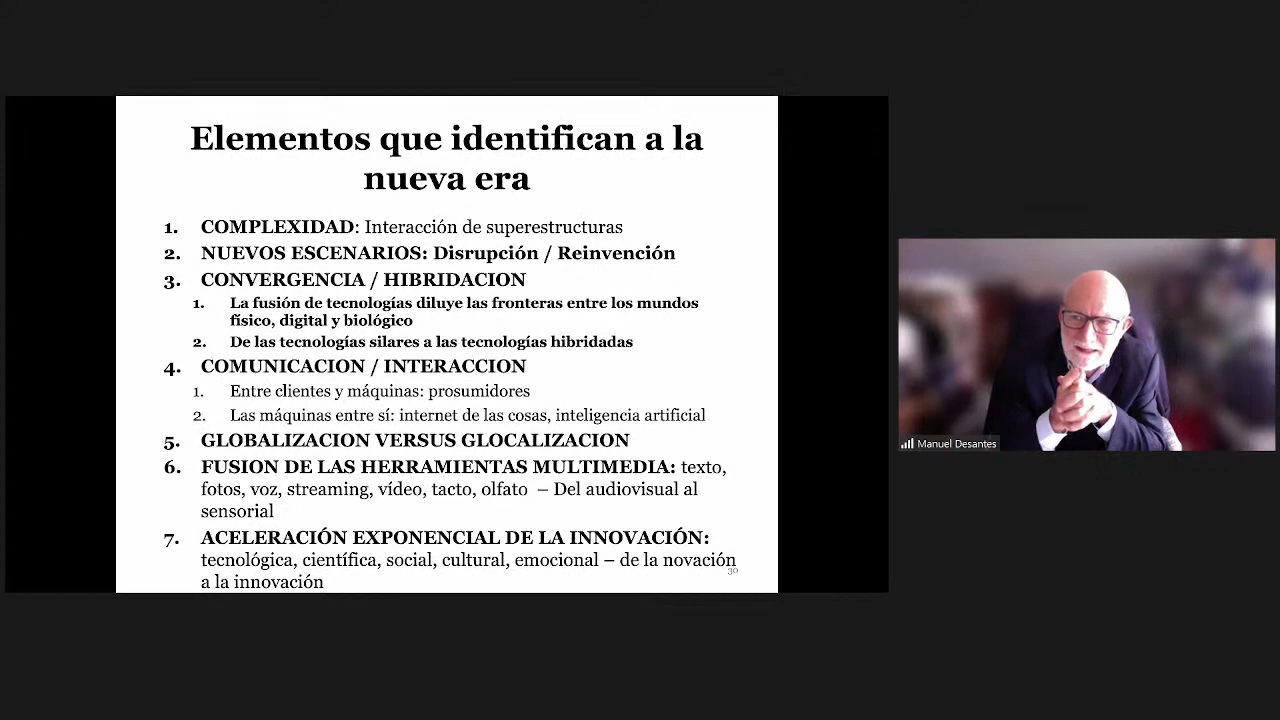 Elementos que identifican a la
nueva era
1. COMPLEXIDAD: Interacción de superestructuras
2. NUEVOS ESCENARIOS: Disrupción / Reinvención
3. CONVERGENCIA / HIBRIDACION
1. La fusión de tecnologías diluye las fronteras entre los mundos
físico, digital y biológico
2. De las tecnologías silares a las tecnologías hibridadas
4. COMUNICACION / INTERACCION
1. Entre clientes y máquinas: prosumidores
2. Las máquinas entre sí: internet de las cosas, inteligencia artificial
5. GLOBALIZACION VERSUS GLOCALIZACION
6. FUSION DE LAS HERRAMIENTAS MULTIMEDIA: texto,
fotos, voz, streaming, vídeo, tacto, olfato – Del audiovisual al
sensorial
7. ACELERACIÓN EXPONENCIAL DE LA INNOVACIÓN:
tecnológica, científica, social, cultural, emocional – de la novación
a la innovación
30
Manuel Desantes